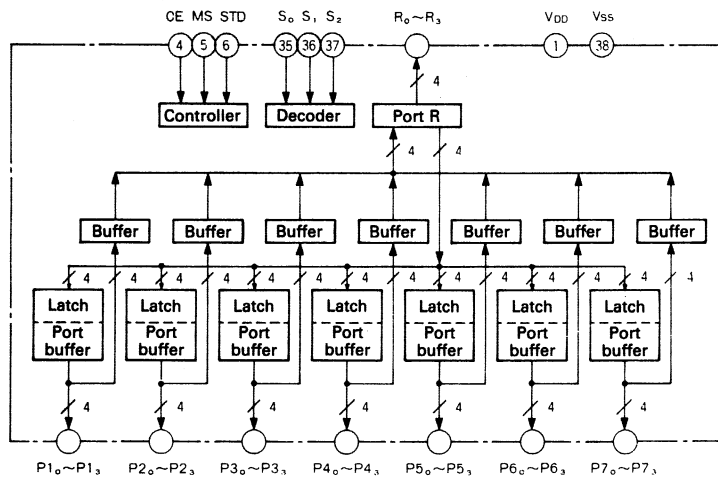 CE MS STD S₀ S₁ S₂ R₀~R₃ VDD VSS
4 5 6 35 36 37 1 38
4
Controller Decoder Port R
4 4
Buffer Buffer Buffer Buffer Buffer Buffer Buffer
4 4 4 4 4 4 4 4 4 4 4 4 4 4
Latch Latch Latch Latch Latch Latch Latch
Port Port Port Port Port Port Port
buffer buffer buffer buffer buffer buffer buffer
4 4 4 4 4 4 4
P1₀~P1₃ P2₀~P2₃ P3₀~P3₃ P4₀~P4₃ P5₀~P5₃ P6₀~P6₃ P7₀~P7₃